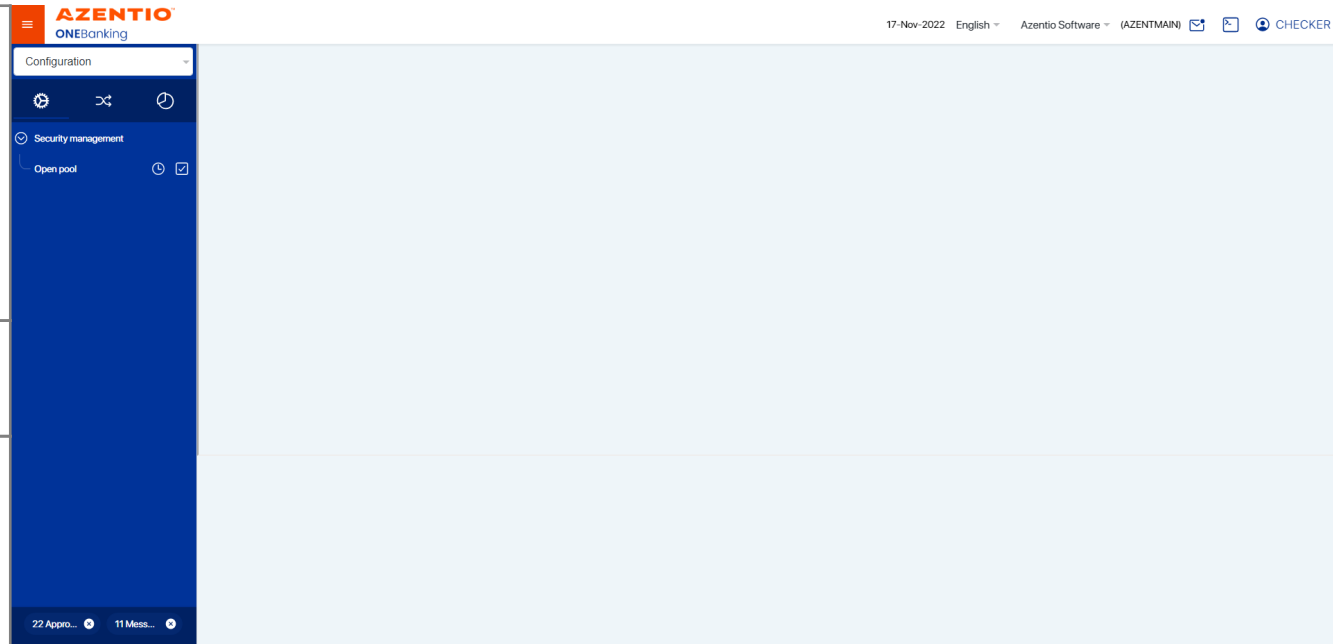 AZENTIO
ONEBanking
17-Nov-2022 English Azentio Software (AZENTMAIN) CHECKER
Configuration
Security management
Open pool
22 Appro... 11 Mess...